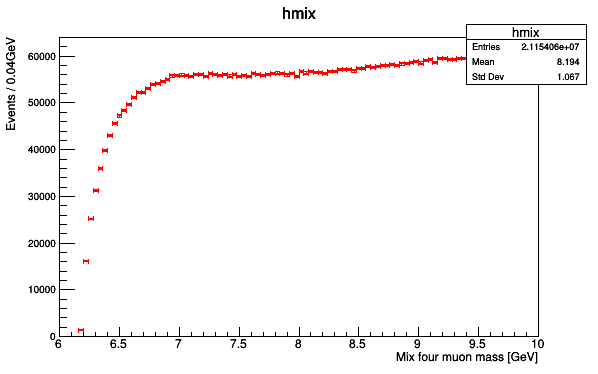 hmix
hmix
Entries 2.115406e+07
Mean 8.194
Std Dev 1.067
Events / 0.04GeV
60000
50000
40000
30000
20000
10000
0
6 6.5 7 7.5 8 8.5 9 9.5 10
Mix four muon mass [GeV]